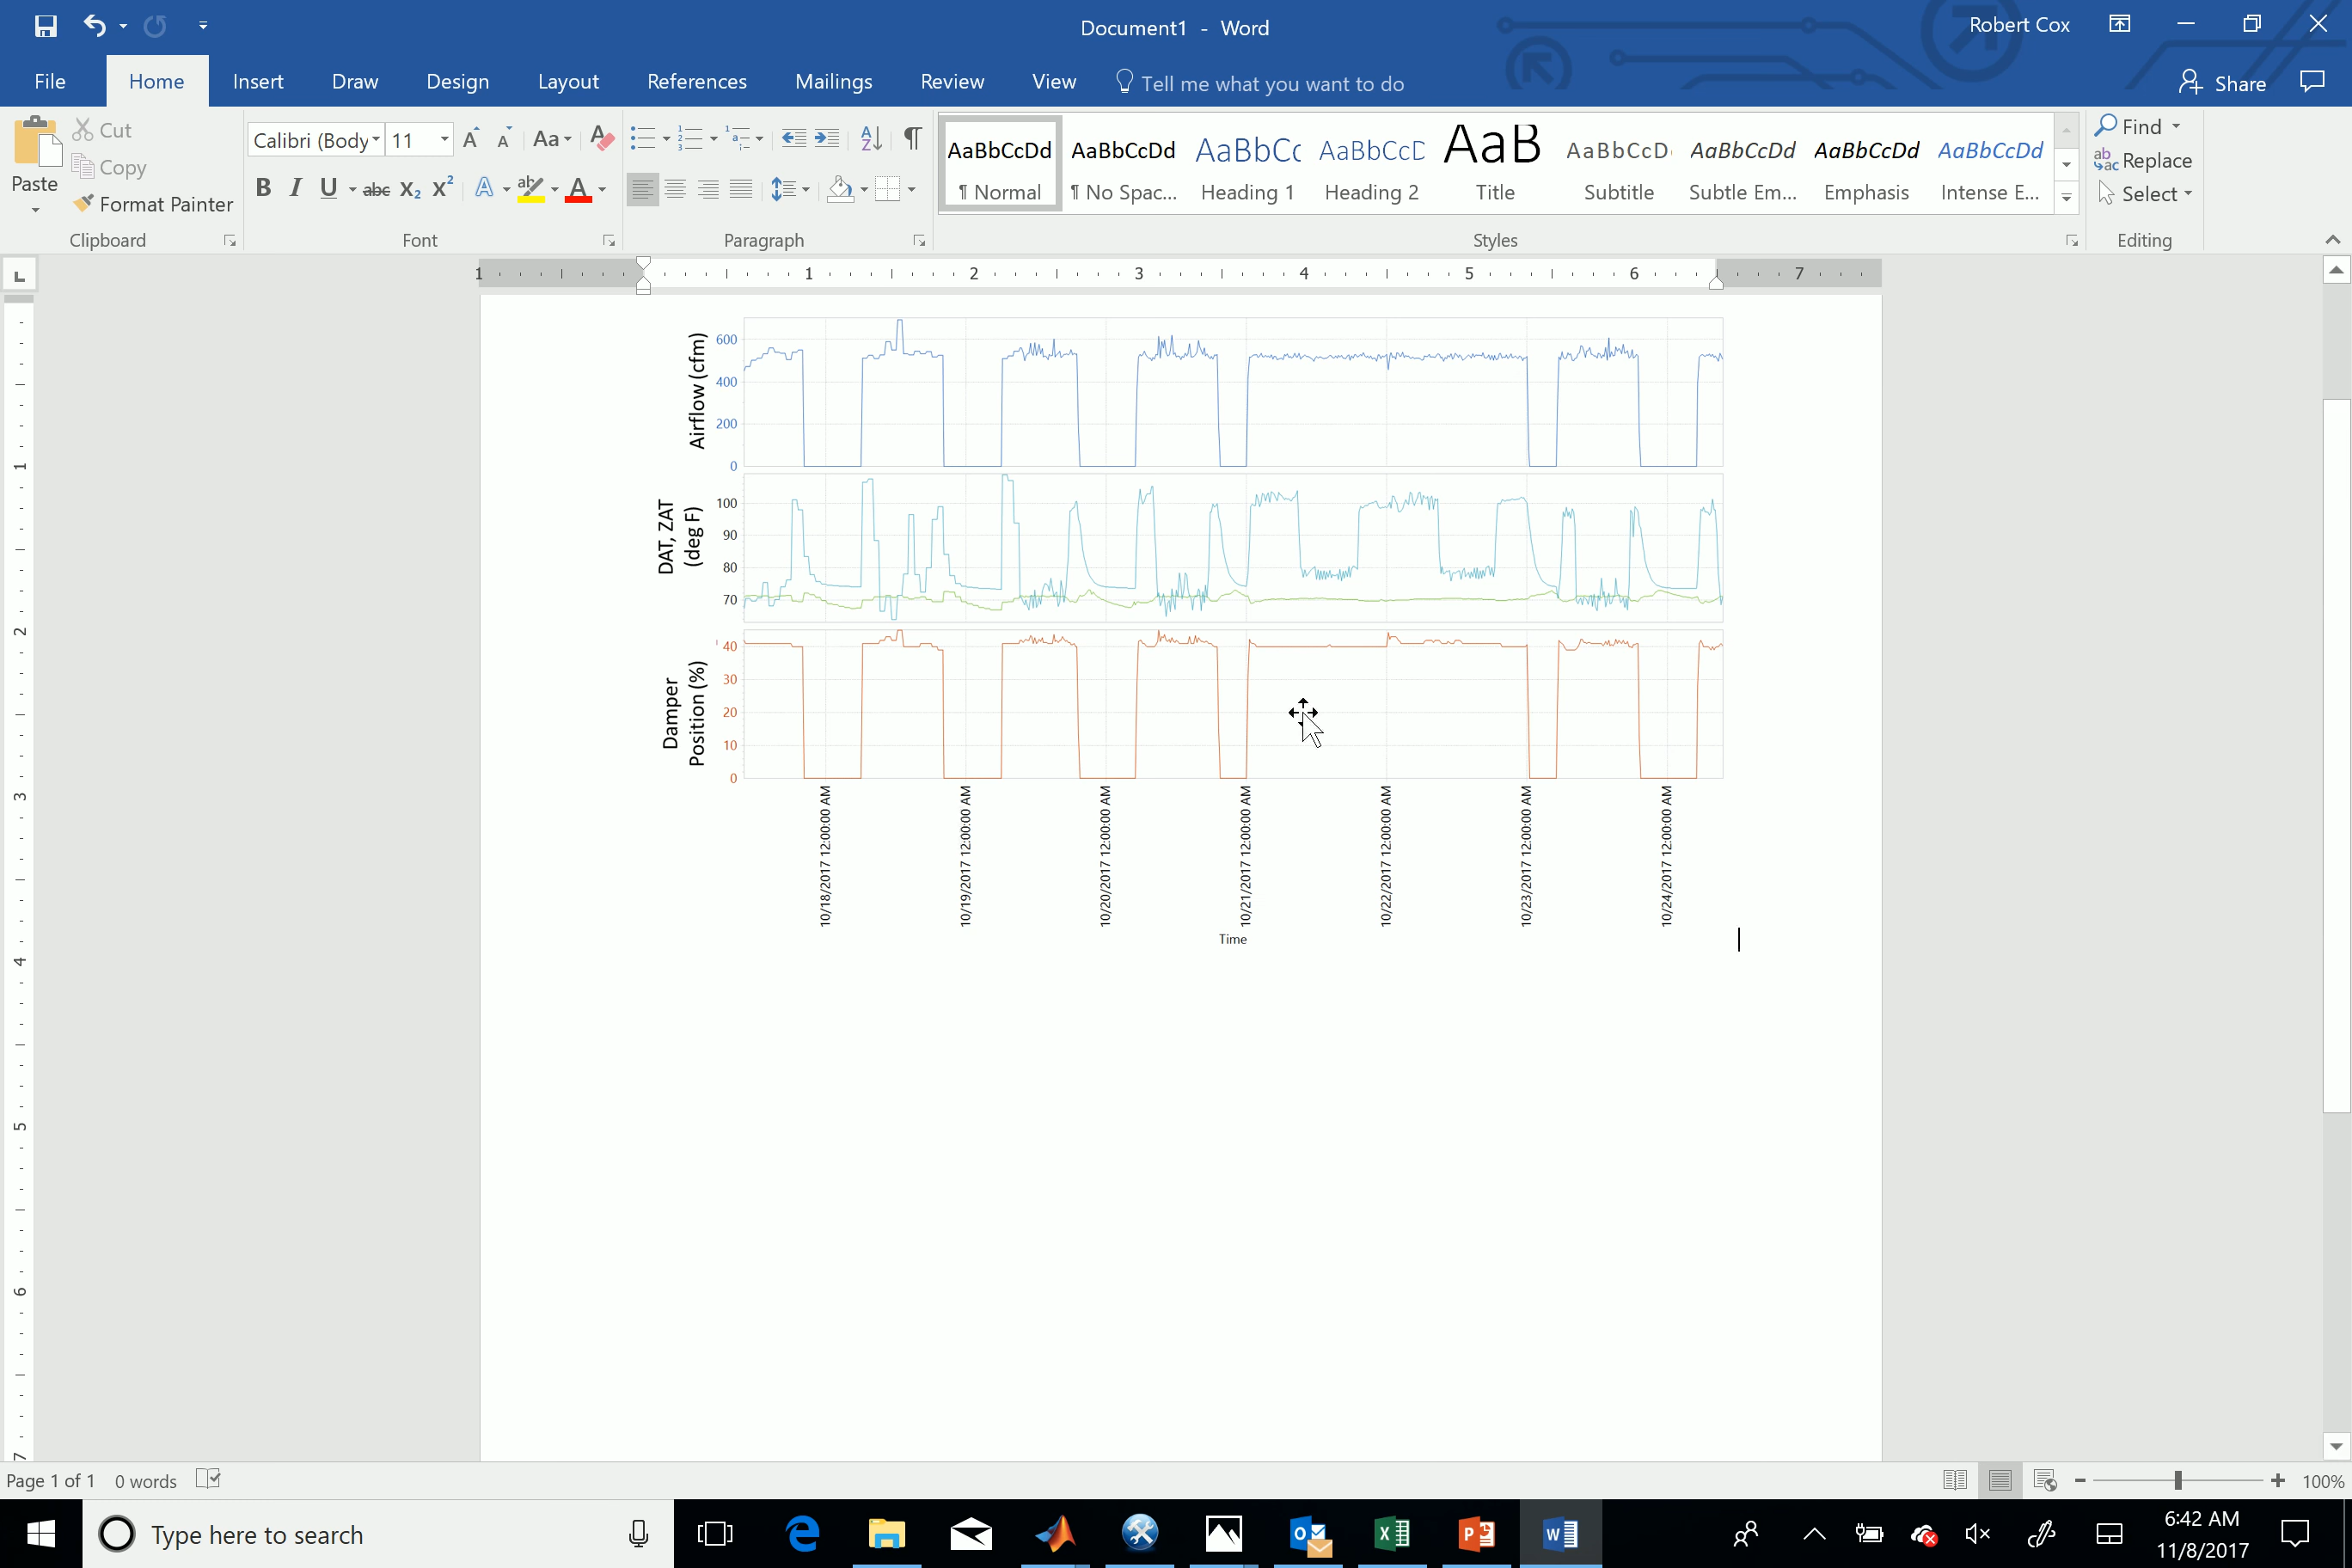 Document1 - Word
Robert Cox
File Home Insert Draw Design Layout References Mailings Review View Tell me what you want to do Share
Paste
Cut
Copy
Format Painter
Clipboard
Calibri (Body 11
Font
Paragraph
AaBbCcDd AaBbCcDd AaBbCc AaBbCcD AaB AaBbCcD AaBbCcDd AaBbCcDd AaBbCcDd
¶ Normal ¶ No Spac... Heading 1 Heading 2 Title Subtitle Subtle Em... Emphasis Intense E...
Styles
Find
Replace
Select
Editing
1 1 2 3 4 5 6 7
1
2
3
4
5
6
7
Airflow (cfm)
600
400
200
0
DAT, ZAT
(deg F)
100
90
80
70
Damper
Position (%)
40
30
20
10
0
10/18/2017 12:00:00 AM
10/19/2017 12:00:00 AM
10/20/2017 12:00:00 AM
10/21/2017 12:00:00 AM
10/22/2017 12:00:00 AM
10/23/2017 12:00:00 AM
10/24/2017 12:00:00 AM
Time
Page 1 of 1 0 words
100%
Type here to search
6:42 AM
11/8/2017